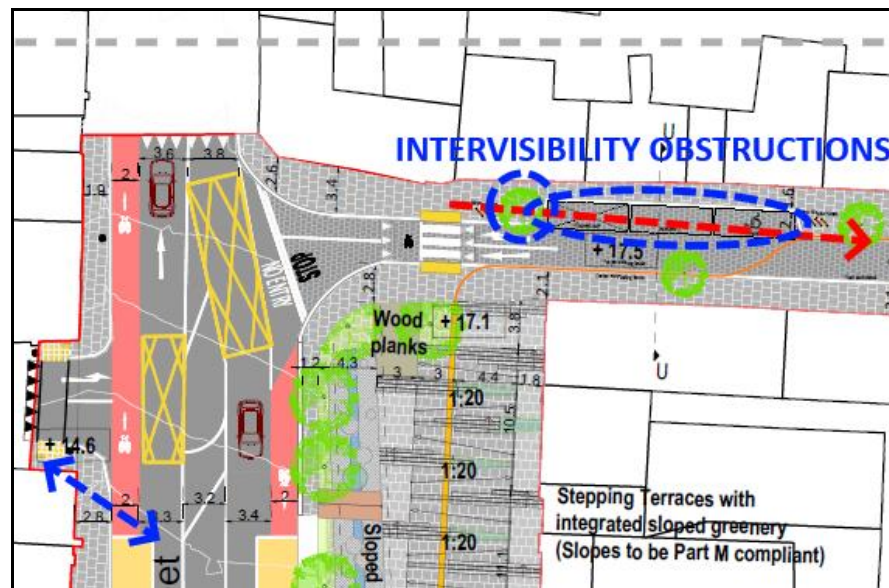 INTERVISIBILITY OBSTRUCTIONS
U
3.6
3.8
2
1.9
2.6
3.4
STOP
NO ENTRY
+ 17.5
2.8
2.1
Wood
planks
+ 17.1
3.8
1.2
4.3
3
3
4.4
1.8
U
1:20
10.5
+ 14.6
1:20
2
3.2
2
2.8
3.3
3.4
1:20
11.1
Sloped
et
Stepping Terraces with
integrated sloped greenery
(Slopes to be Part M compliant)